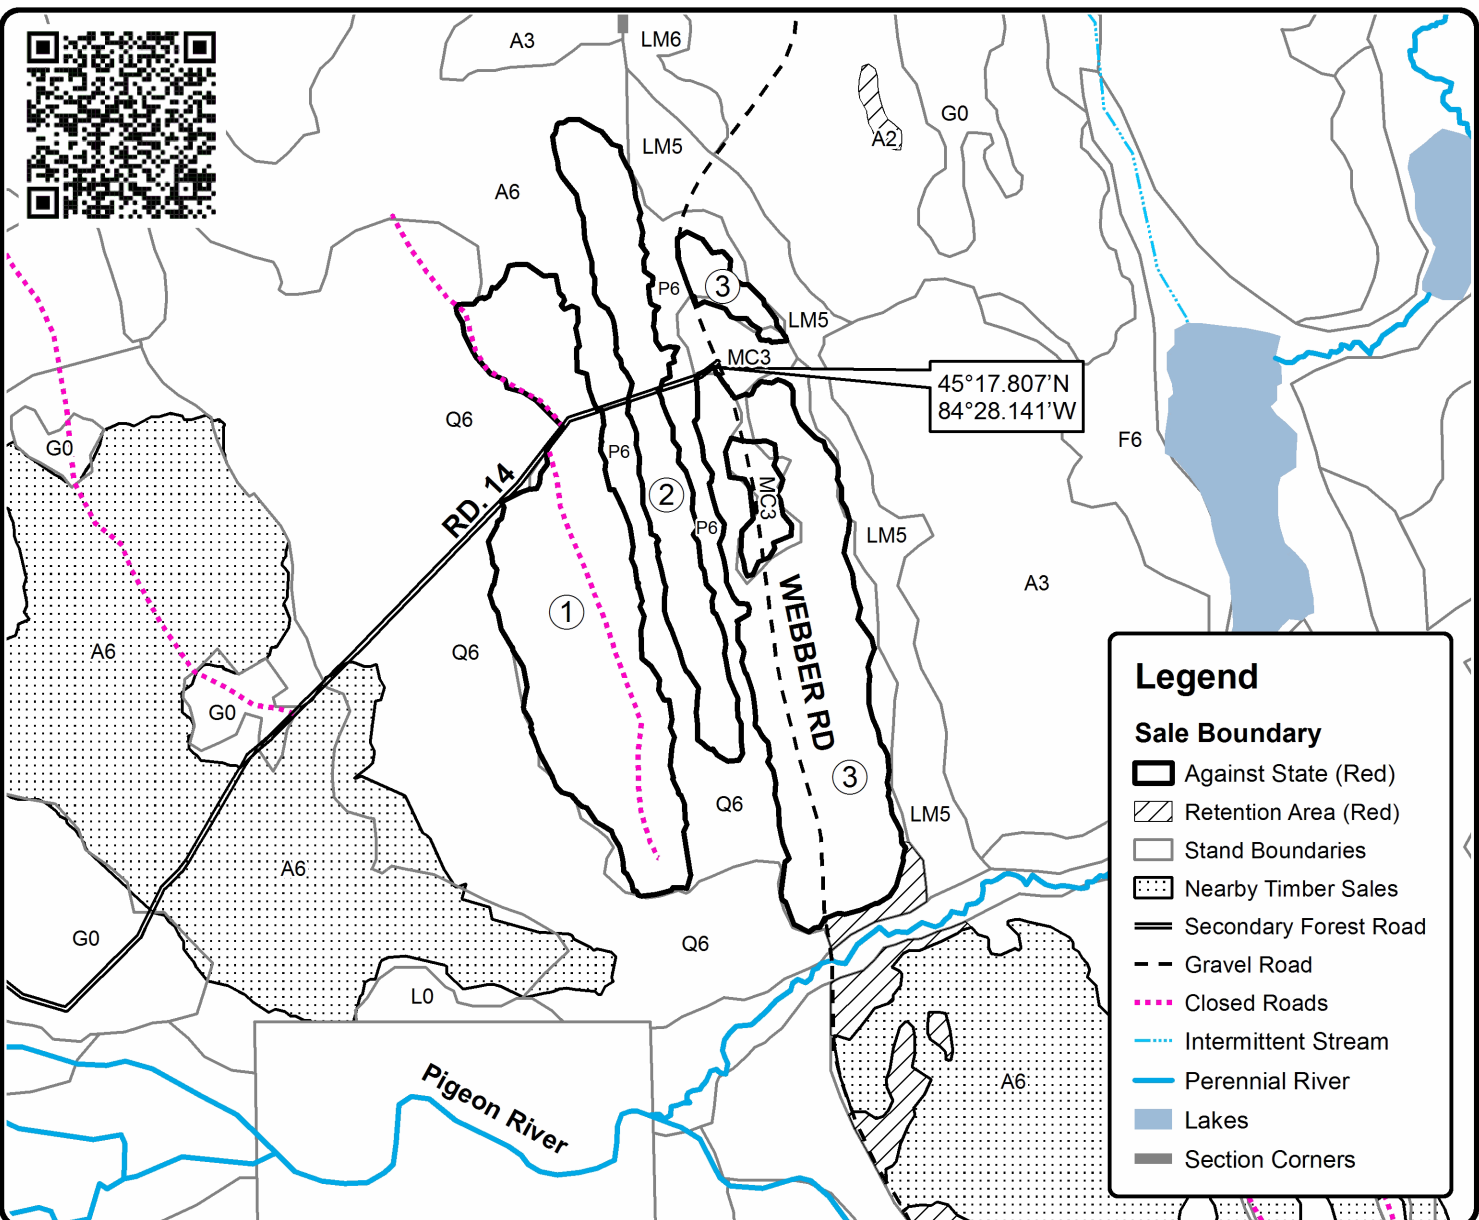 A3
LM6
G0
A2
LM5
A6
3
P6
LM5
MC3
45°17.807'N
84°28.141'W
Q6
F6
G0
P6
RD. 14
2
MC3
P6
LM5
A3
1
WEBBER RD
A6
Q6
G0
3
Q6
LM5
A6
G0
Q6
L0
A6
Pigeon River
Legend
Sale Boundary
Against State (Red)
Retention Area (Red)
Stand Boundaries
Nearby Timber Sales
Secondary Forest Road
Gravel Road
Closed Roads
Intermittent Stream
Perennial River
Lakes
Section Corners